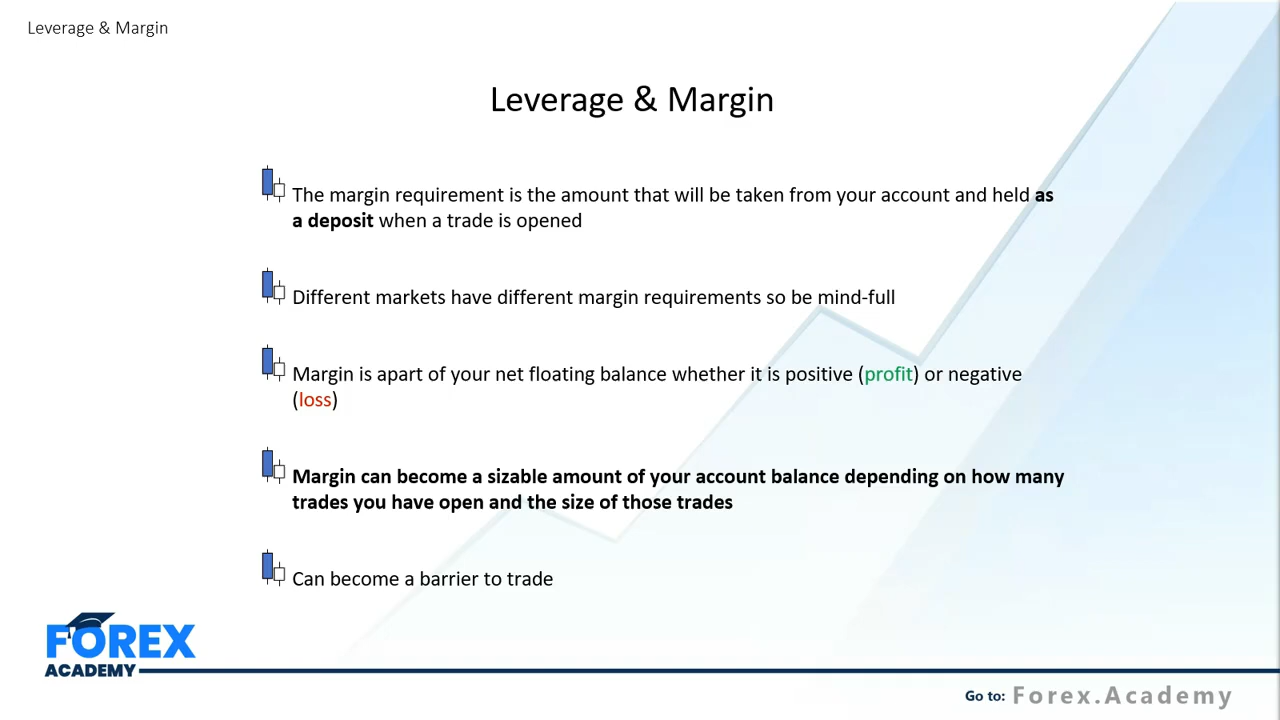 Leverage & Margin
Leverage & Margin
The margin requirement is the amount that will be taken from your account and held as
a deposit when a trade is opened
Different markets have different margin requirements so be mind-full
Margin is apart of your net floating balance whether it is positive (profit) or negative
(loss)
Margin can become a sizable amount of your account balance depending on how many
trades you have open and the size of those trades
Can become a barrier to trade
FOREX
ACADEMY
Go to: Forex.Academy